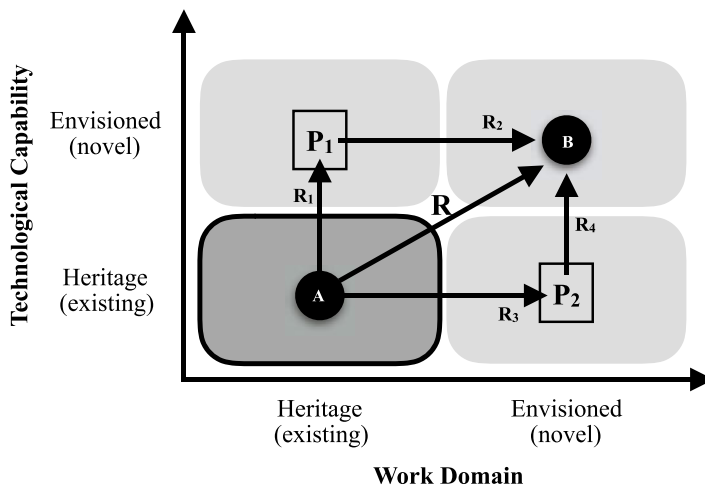 Technological Capability
Envisioned
(novel)
P1
R2
B
R1
R
R4
Heritage
(existing)
A
R3
P2
Heritage
(existing)
Envisioned
(novel)
Work Domain